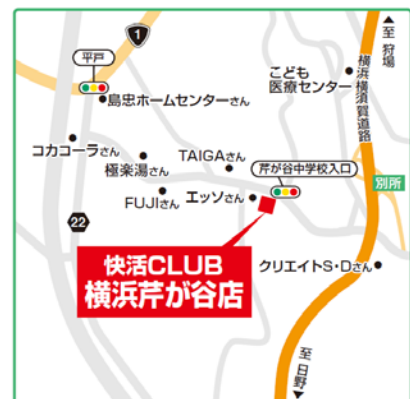 1
平戸
島忠ホームセンターさん
▲至 狩場
横浜横須賀道路
こども
医療センター
コカコーラさん
極楽湯さん
TAIGAさん
芹が谷中学校入口
別所
FUJIさん
エッソさん
22
快活CLUB
横浜芹が谷店
クリエイトS・Dさん
至 日野▼